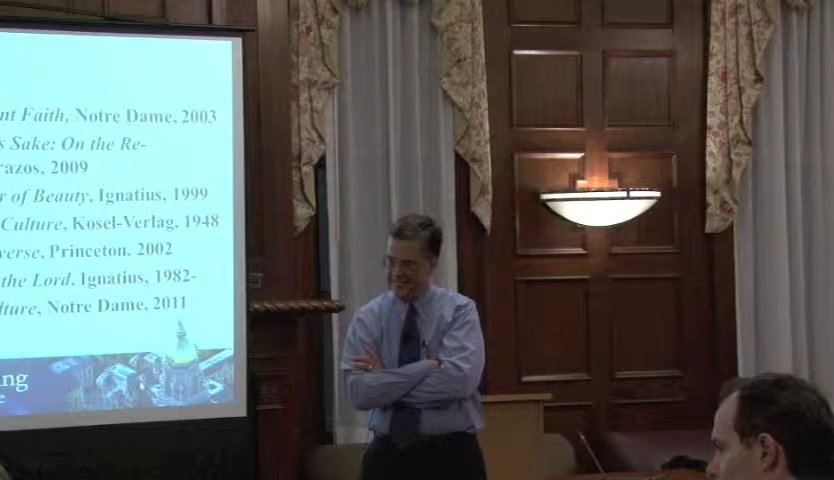 nt Faith, Notre Dame, 2003
s Sake: On the Re-
razos, 2009
r of Beauty, Ignatius, 1999
Culture, Kosel-Verlag, 1948
verse, Princeton, 2002
the Lord, Ignatius, 1982-
lture, Notre Dame, 2011
ng
e